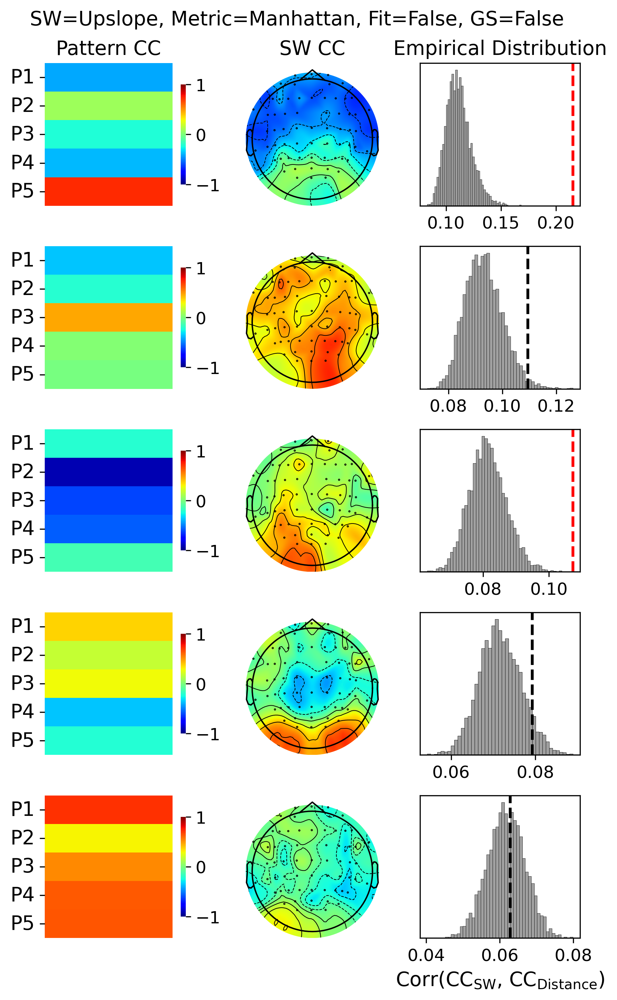 SW=Upslope, Metric=Manhattan, Fit=False, GS=False
Pattern CC
SW CC
Empirical Distribution
P1
P2
P3
P4
P5
1
0
−1
0.10 0.15 0.20
P1
P2
P3
P4
P5
1
0
−1
0.08 0.10 0.12
P1
P2
P3
P4
P5
1
0
−1
0.08 0.10
P1
P2
P3
P4
P5
1
0
−1
0.06 0.08
P1
P2
P3
P4
P5
1
0
−1
0.04 0.06 0.08
Corr(CC_SW, CC_Distance)